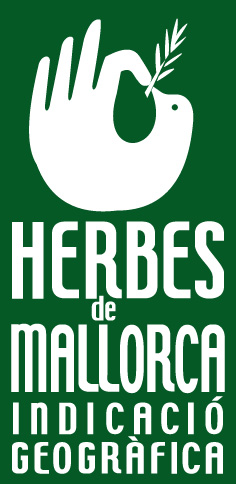 HERBES
de
MALLORCA
INDICACIÓ
GEOGRÀFICA